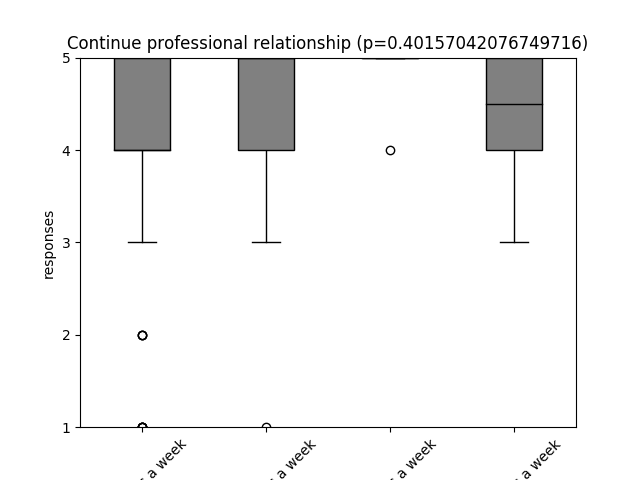 Continue professional relationship (p=0.40157042076749716)
5
4
3
2
1
responses
a week
a week
a week
a week